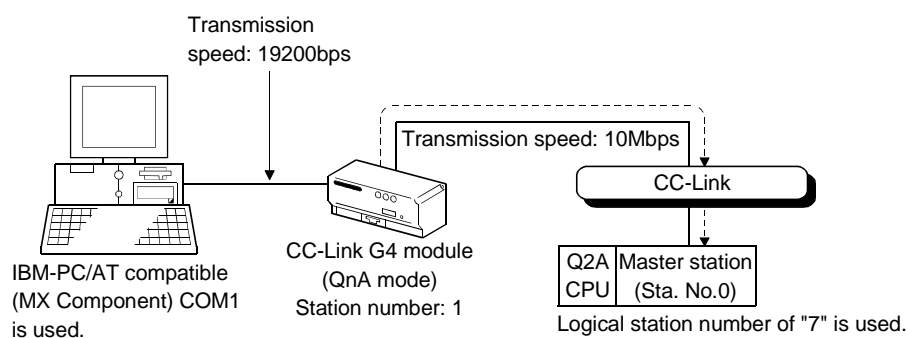 Transmission
speed: 19200bps
Transmission speed: 10Mbps
CC-Link
CC-Link G4 module
(QnA mode)
Station number: 1
IBM-PC/AT compatible
(MX Component) COM1
is used.
Q2A
CPU
Master station
(Sta. No.0)
Logical station number of "7" is used.